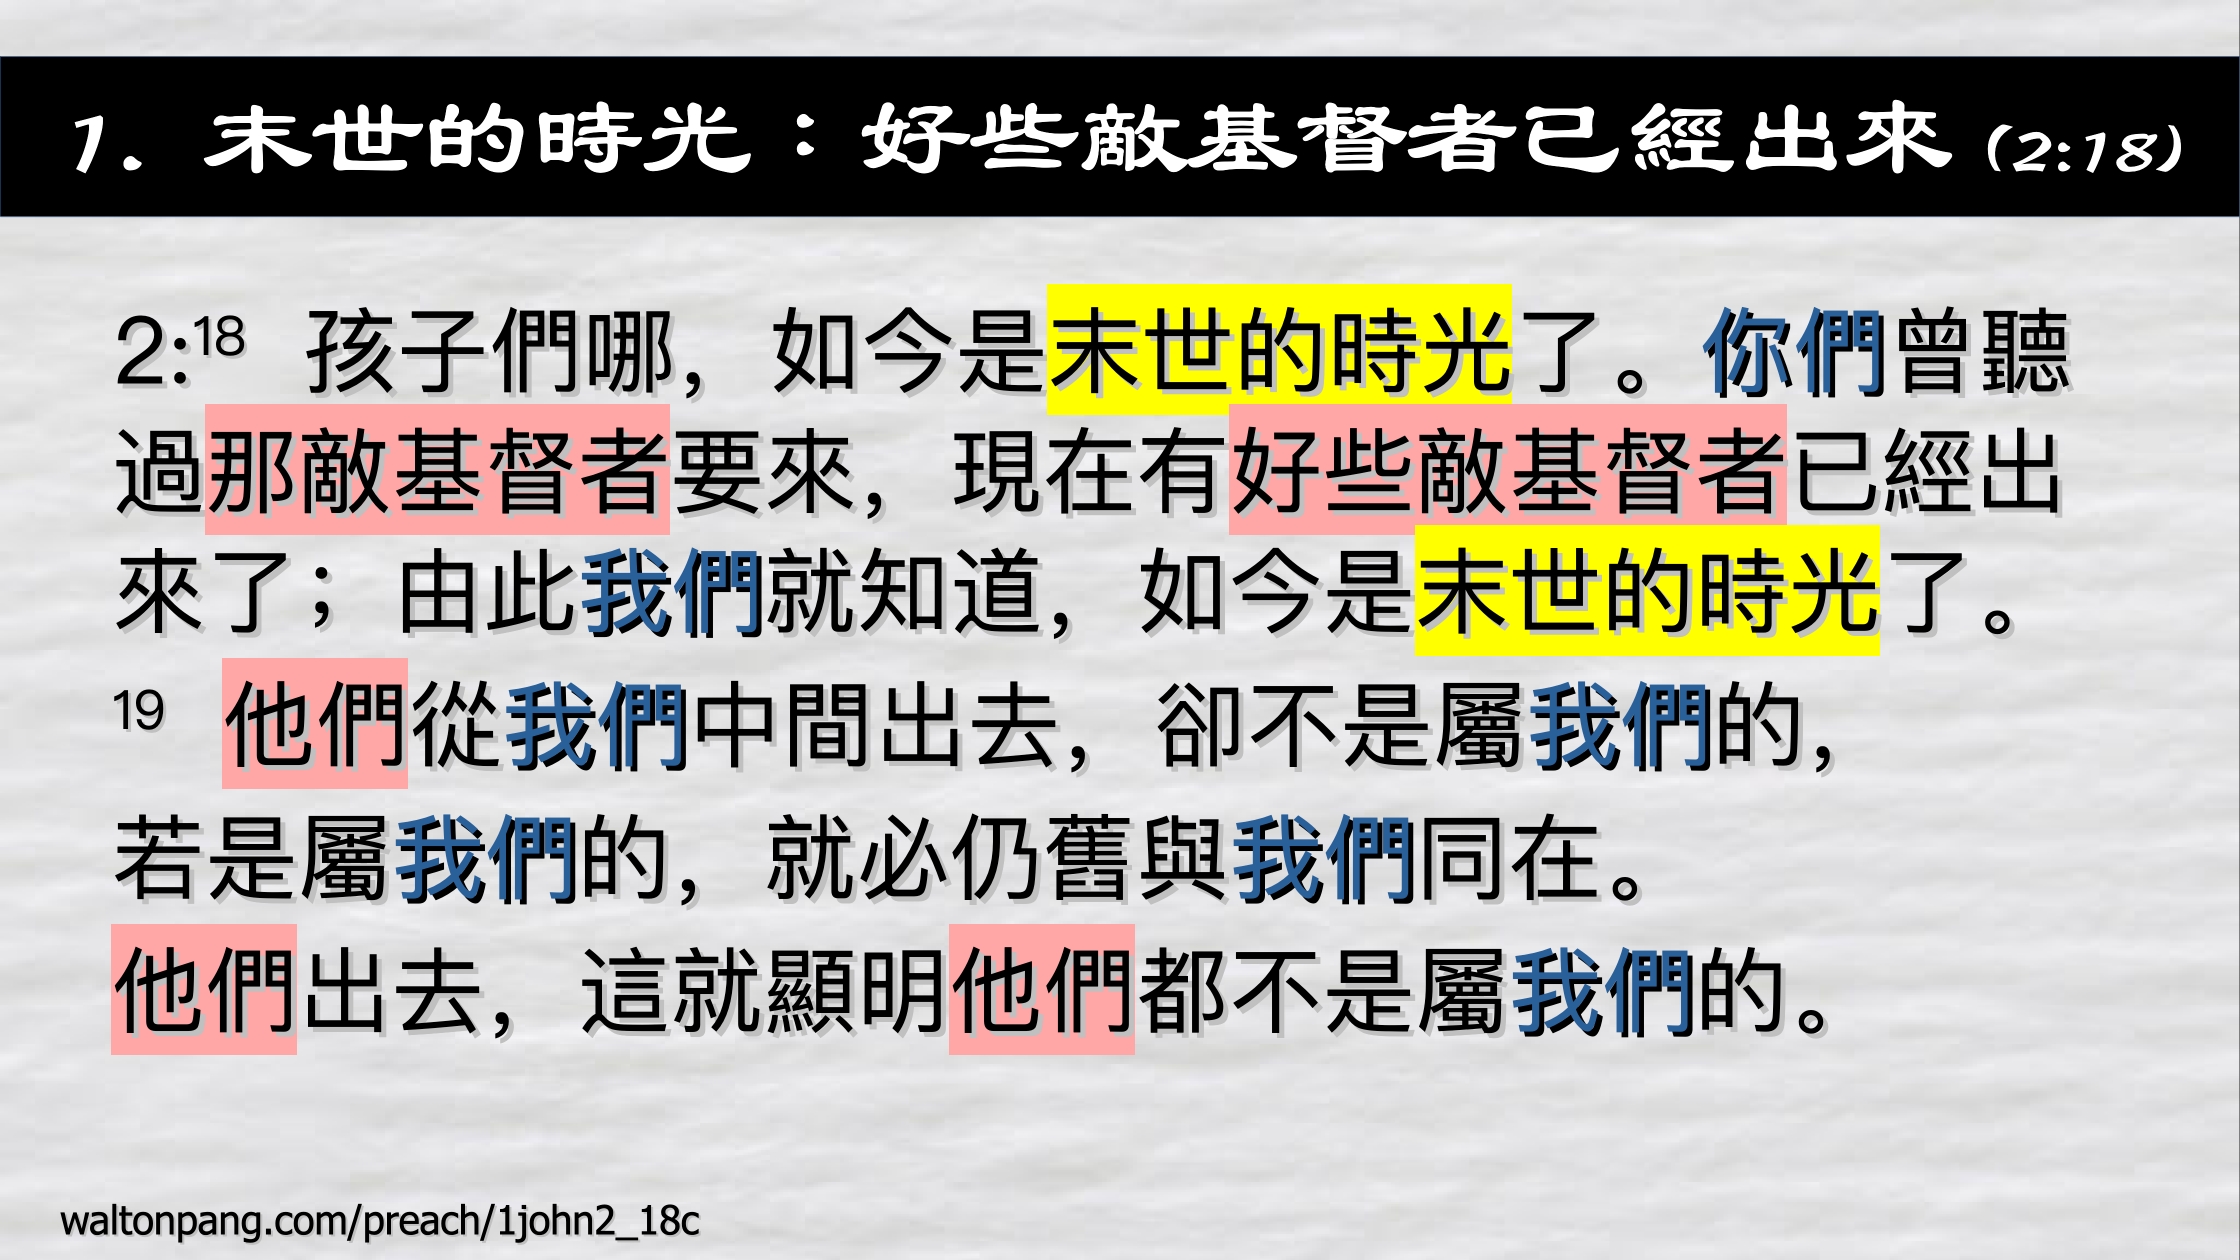 1. 末世的時光：好些敵基督者已經出來 (2:18)
2:18 孩子們哪，如今是末世的時光了。你們曾聽
過那敵基督者要來，現在有好些敵基督者已經出
來了；由此我們就知道，如今是末世的時光了。
19 他們從我們中間出去，卻不是屬我們的，
若是屬我們的，就必仍舊與我們同在。
他們出去，這就顯明他們都不是屬我們的。
waltonpang.com/preach/1john2_18c